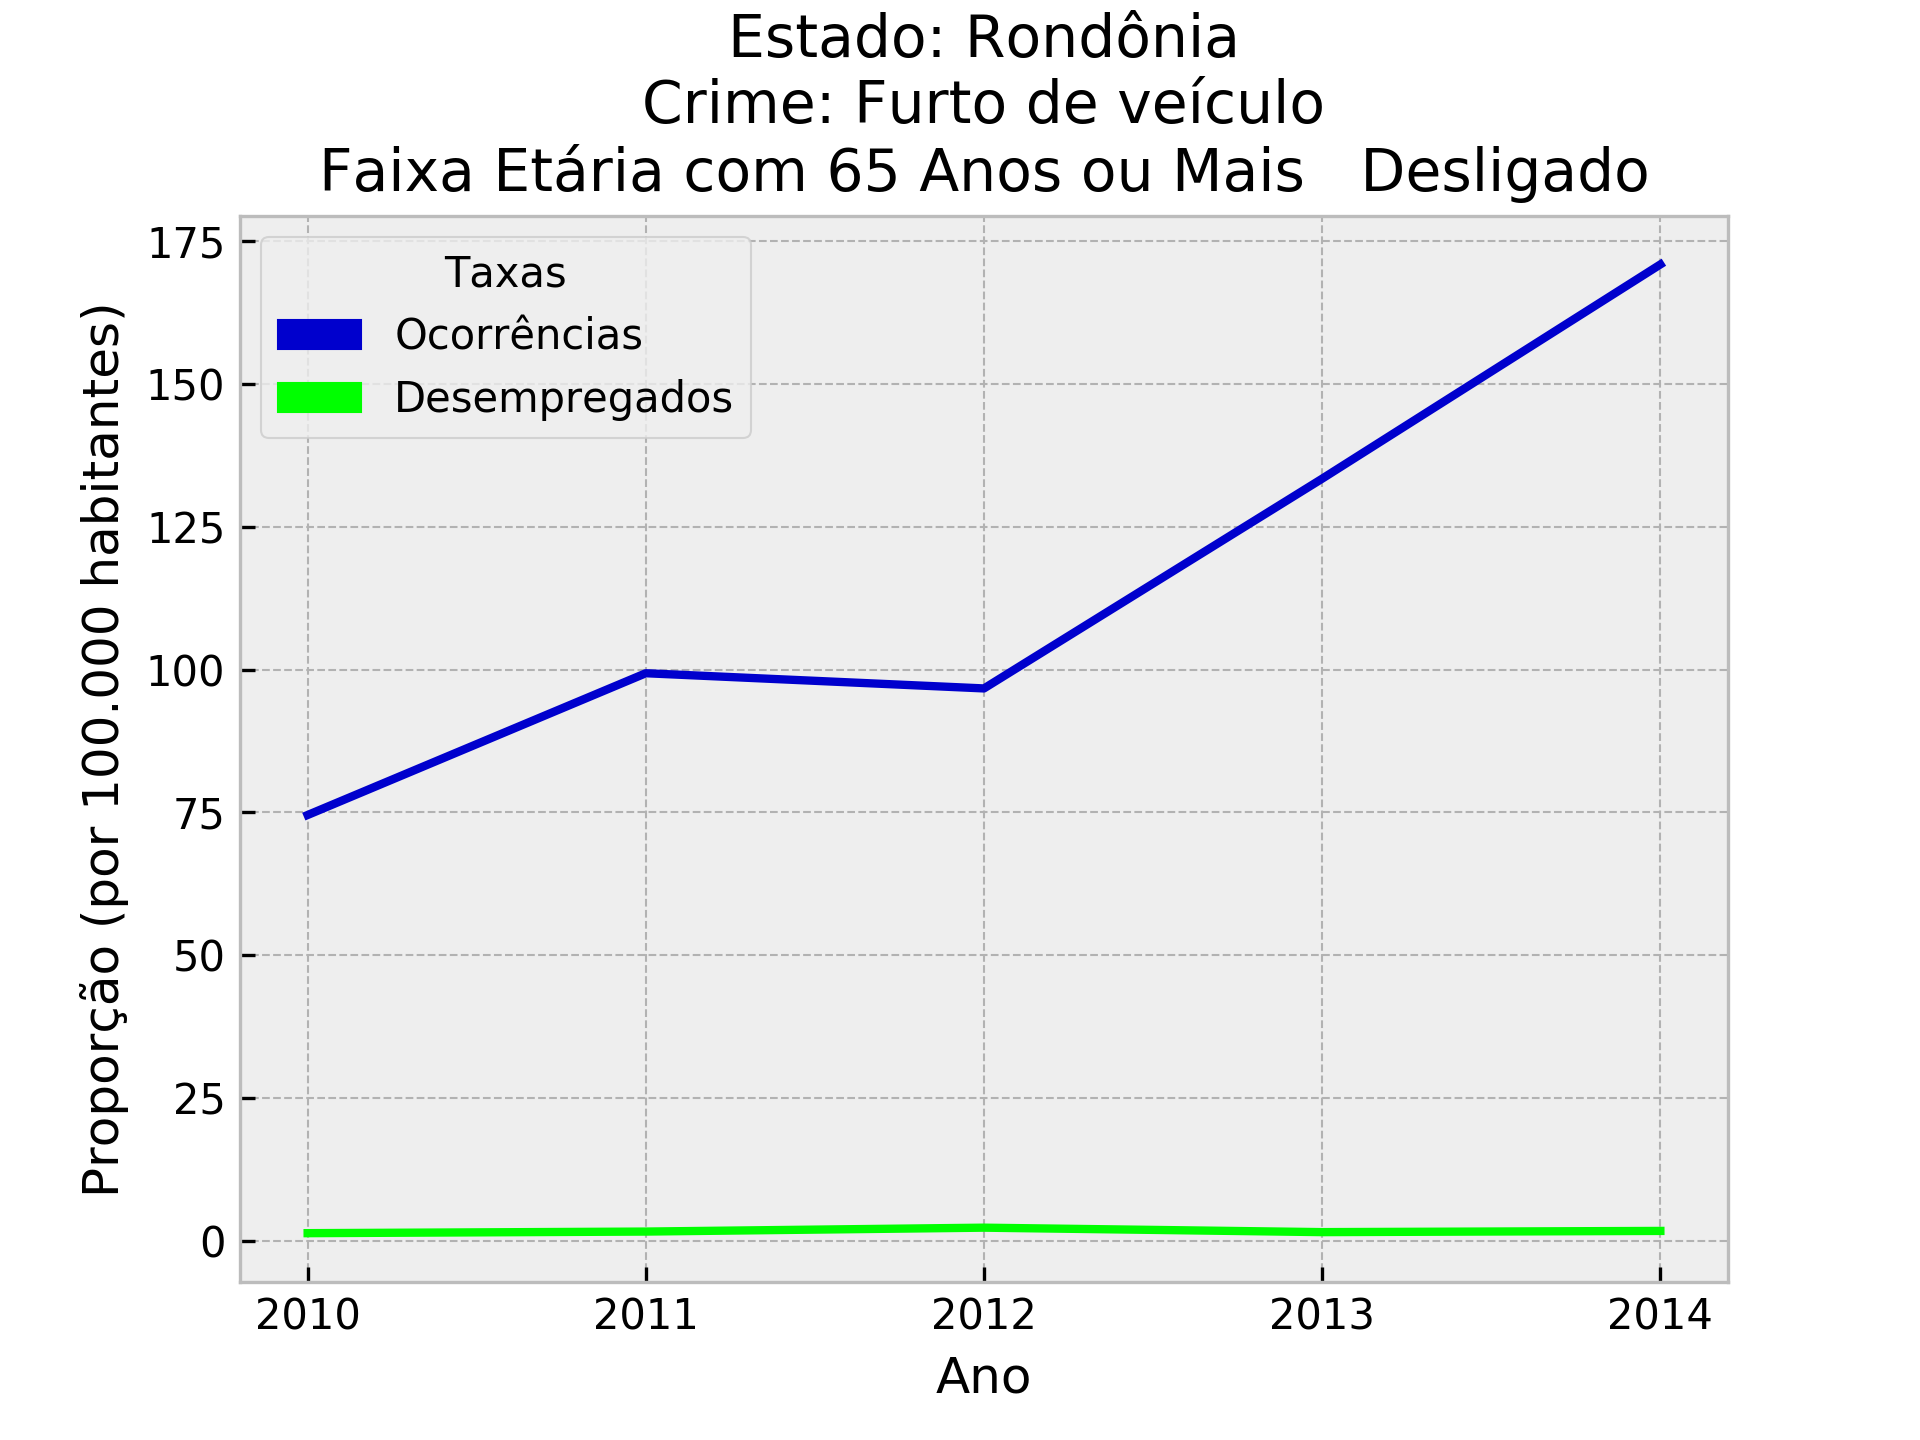 Estado: Rondônia
Crime: Furto de veículo
Faixa Etária com 65 Anos ou Mais   Desligado
Taxas
Ocorrências
Desempregados
Proporção (por 100.000 habitantes)
175
150
125
100
75
50
25
0
2010 2011 2012 2013 2014
Ano